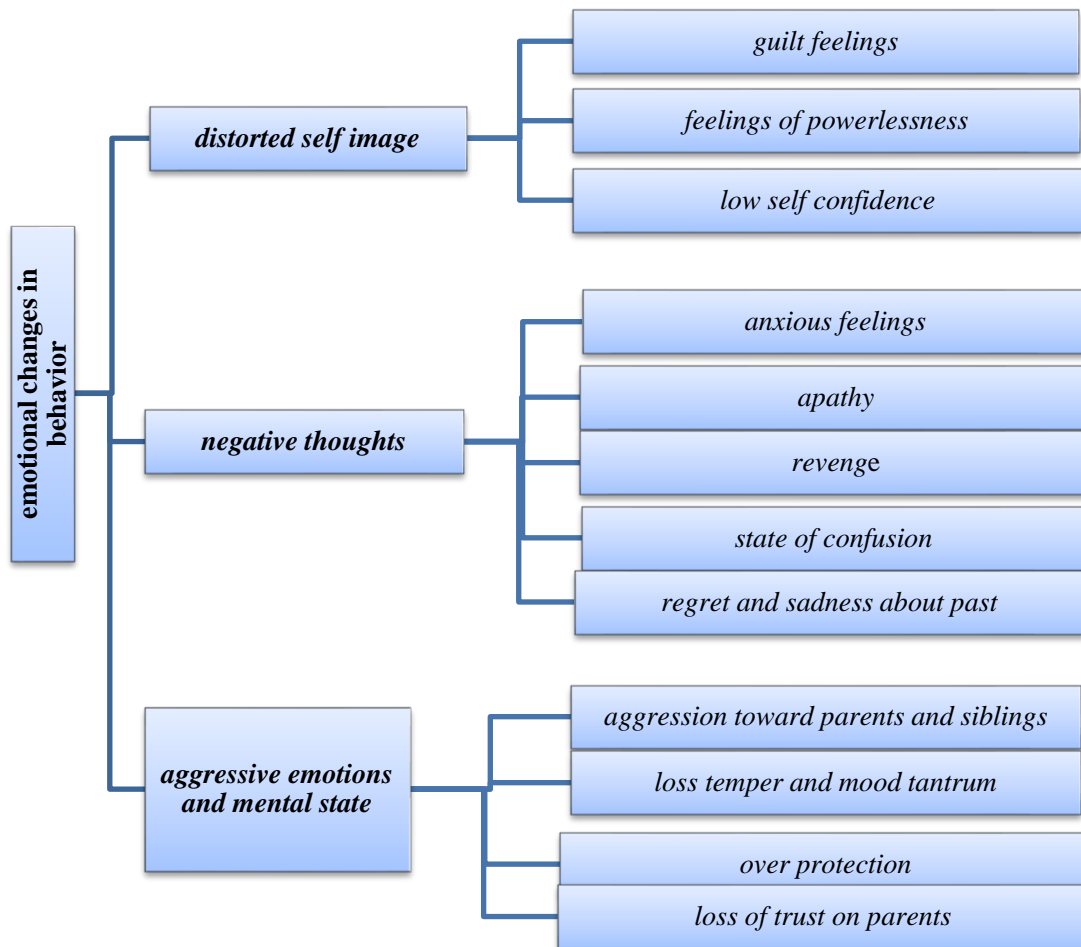 emotional changes in
behavior
distorted self image
guilt feelings
feelings of powerlessness
low self confidence
negative thoughts
anxious feelings
apathy
revenge
state of confusion
regret and sadness about past
aggressive emotions
and mental state
aggression toward parents and siblings
loss temper and mood tantrum
over protection
loss of trust on parents